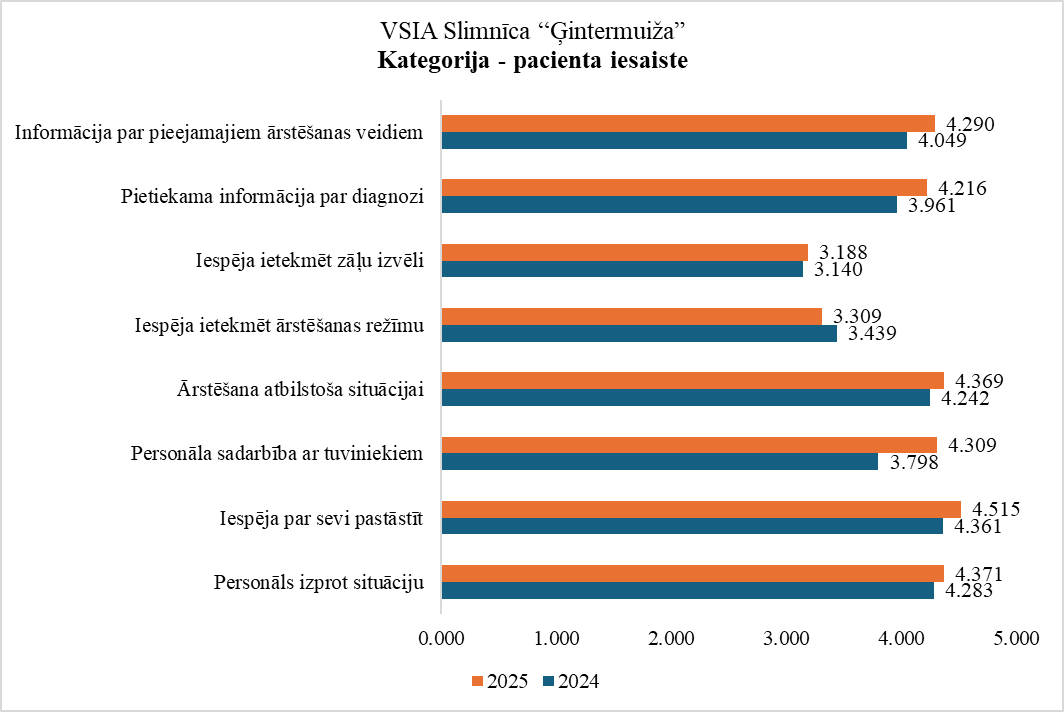 VSIA Slimnīca “Ģintermuiža”
Kategorija - pacienta iesaiste
Informācija par pieejamajiem ārstēšanas veidiem
4.290
4.049
Pietiekama informācija par diagnozi
4.216
3.961
Iespēja ietekmēt zāļu izvēli
3.188
3.140
Iespēja ietekmēt ārstēšanas režīmu
3.309
3.439
Ārstēšana atbilstoša situācijai
4.369
4.242
Personāla sadarbība ar tuviniekiem
4.309
3.798
Iespēja par sevi pastāstīt
4.515
4.361
Personāls izprot situāciju
4.371
4.283
0.000 1.000 2.000 3.000 4.000 5.000
2025 2024